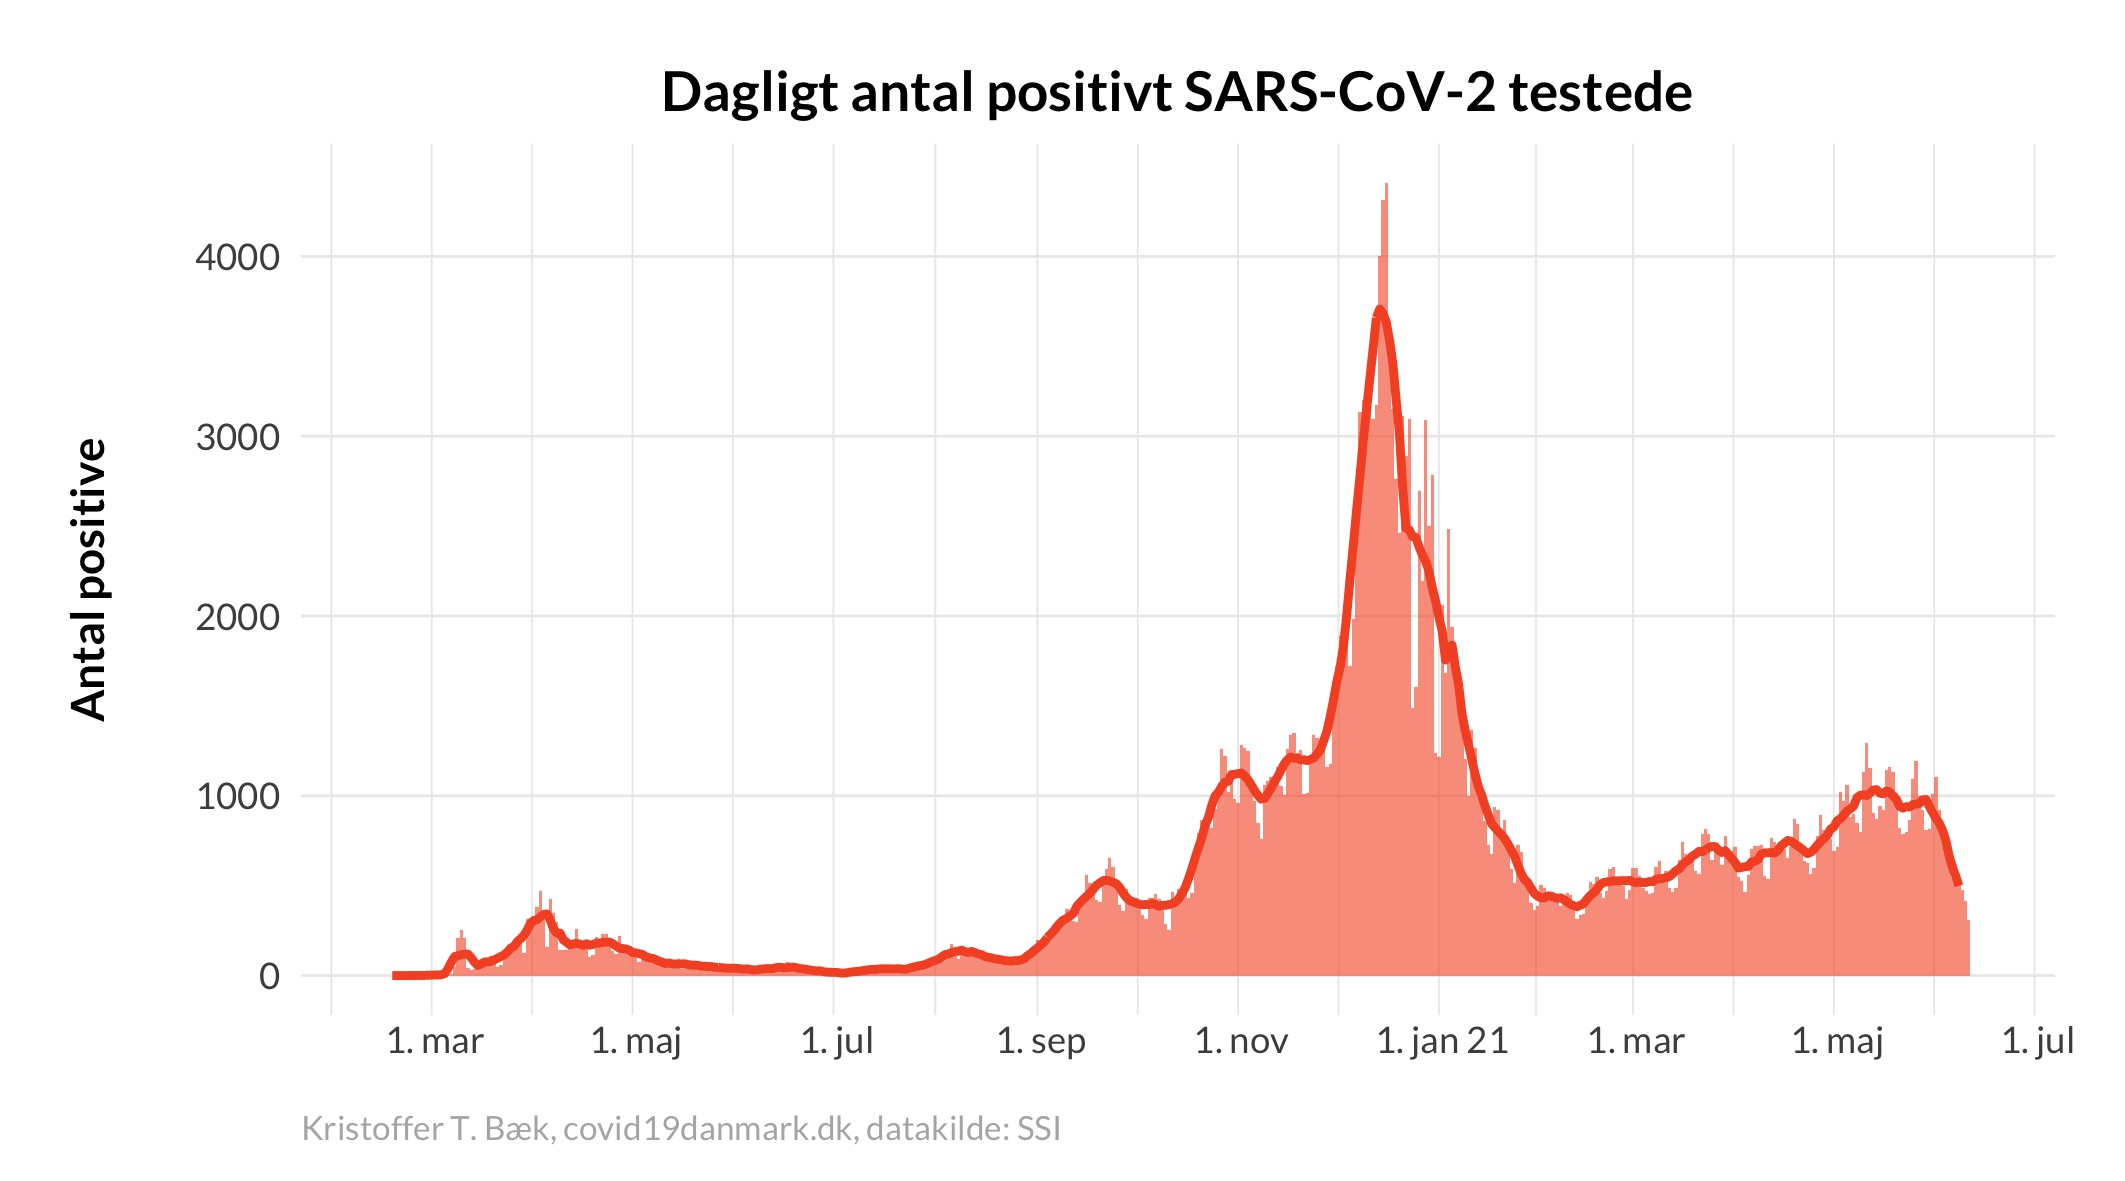 Dagligt antal positivt SARS-CoV-2 testede
Antal positive
4000
3000
2000
1000
0
1. mar
1. maj
1. jul
1. sep
1. nov
1. jan 21
1. mar
1. maj
1. jul
Kristoffer T. Bæk, covid19danmark.dk, datakilde: SSI